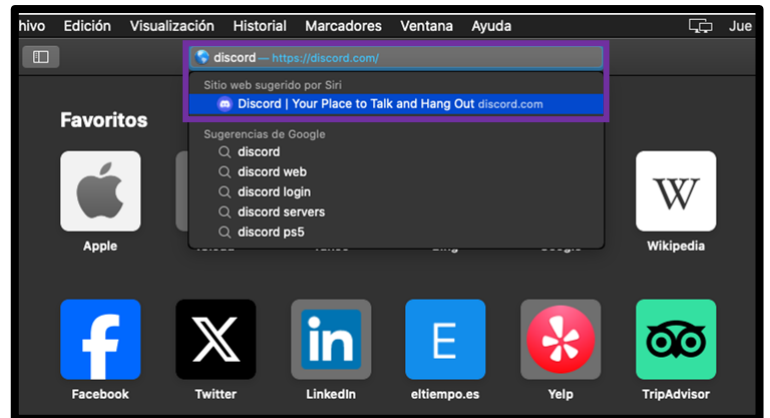 hivo Edición Visualización Historial Marcadores Ventana Ayuda Jue
discord — https://discord.com/
Sitio web sugerido por Siri
Discord | Your Place to Talk and Hang Out discord.com
Favoritos
Sugerencias de Google
discord
discord web
discord login
discord servers
discord ps5
W
Apple Wikipedia
f X in E
Facebook Twitter LinkedIn eltiempo.es Yelp TripAdvisor